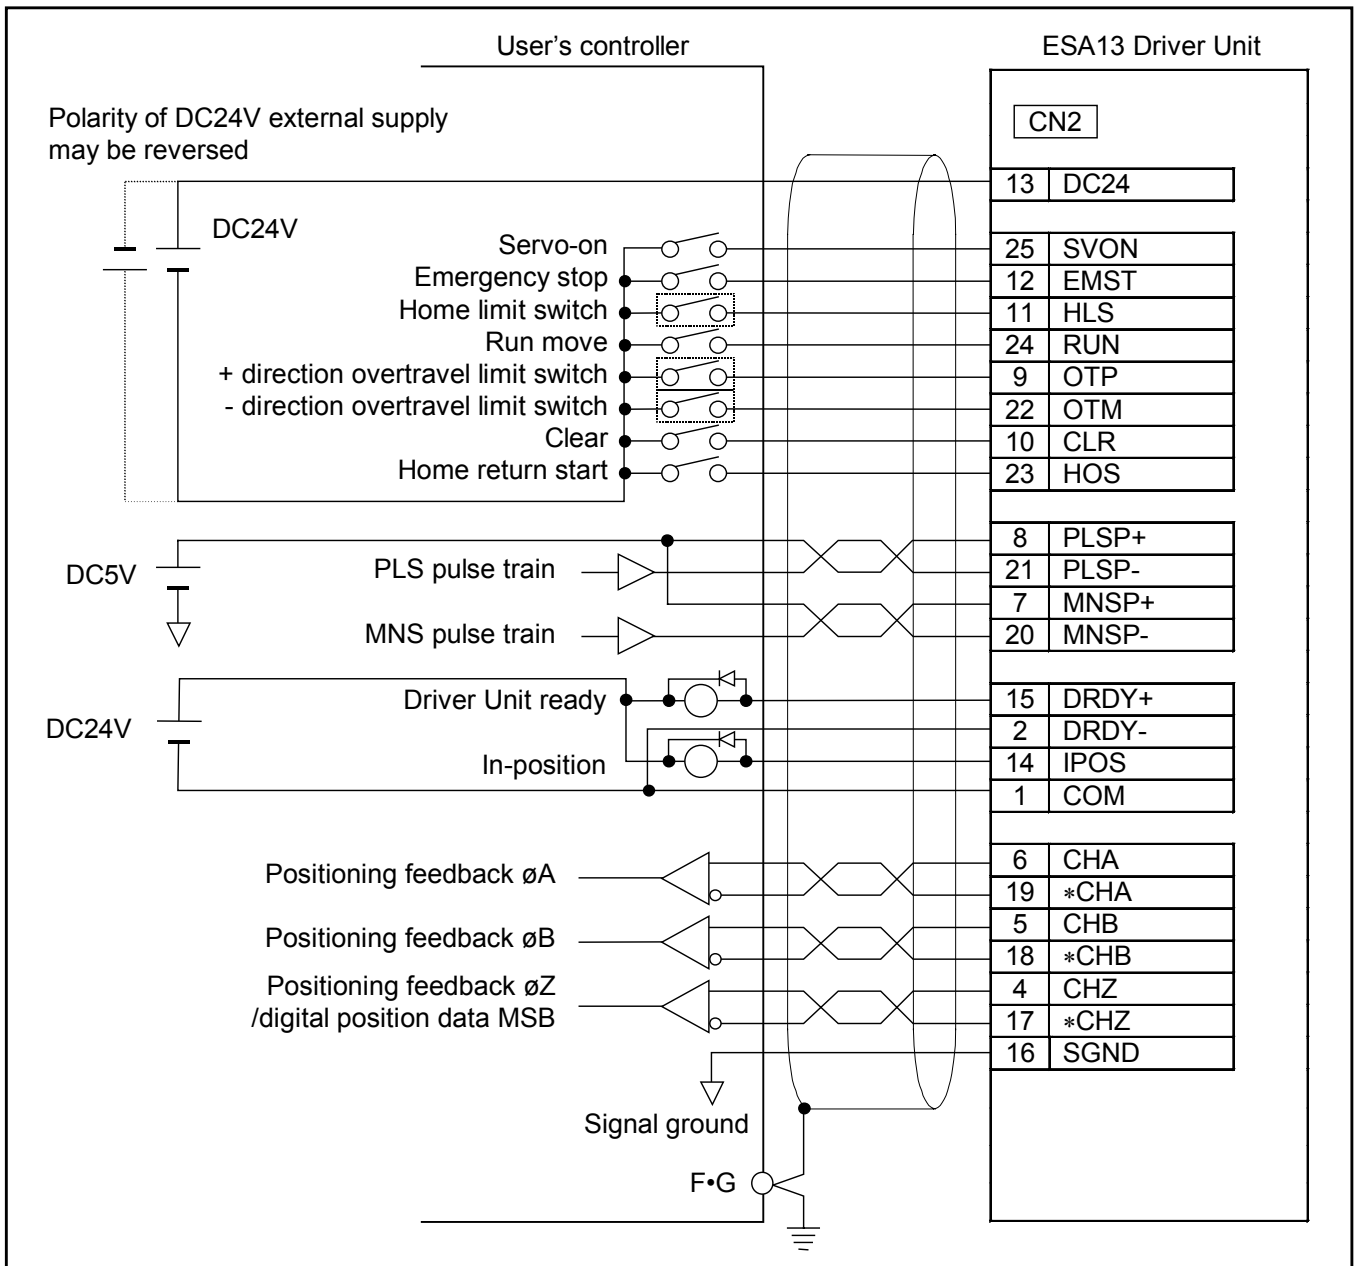 User's controller
ESA13 Driver Unit
Polarity of DC24V external supply
may be reversed
CN2
13 DC24
DC24V
Servo-on
25 SVON
Emergency stop
12 EMST
Home limit switch
11 HLS
Run move
24 RUN
+ direction overtravel limit switch
9 OTP
- direction overtravel limit switch
22 OTM
Clear
10 CLR
Home return start
23 HOS
8 PLSP+
DC5V
PLS pulse train
21 PLSP-
7 MNSP+
MNS pulse train
20 MNSP-
Driver Unit ready
15 DRDY+
DC24V
2 DRDY-
In-position
14 IPOS
1 COM
6 CHA
Positioning feedback øA
19 *CHA
5 CHB
Positioning feedback øB
18 *CHB
Positioning feedback øZ
4 CHZ
/digital position data MSB
17 *CHZ
16 SGND
Signal ground
F•G